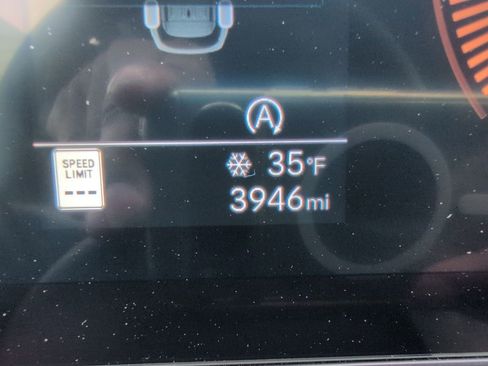 A
SPEED
LIMIT
---
35°F
3946mi